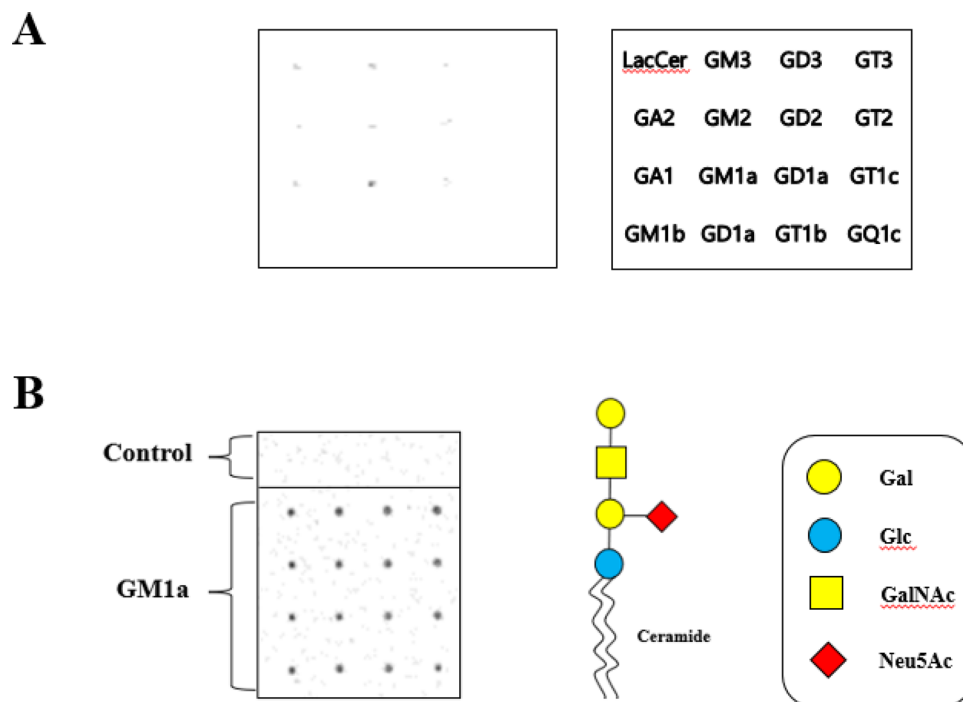 A
LacCer GM3 GD3 GT3
GA2 GM2 GD2 GT2
GA1 GM1a GD1a GT1c
GM1b GD1a GT1b GQ1c
B
Control
GM1a
Ceramide
Gal
Glc
GalNAc
Neu5Ac